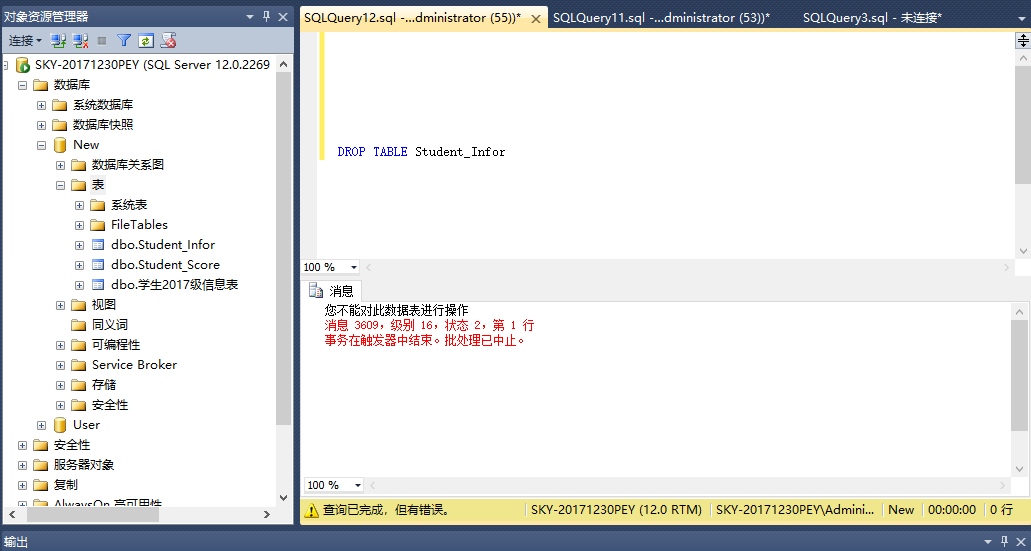 对象资源管理器
连接
SKY-20171230PEY (SQL Server 12.0.2269
数据库
系统数据库
数据库快照
New
数据库关系图
表
系统表
FileTables
dbo.Student_Infor
dbo.Student_Score
dbo.学生2017级信息表
视图
同义词
可编程性
Service Broker
存储
安全性
User
安全性
服务器对象
复制
AlwaysOn 高可用性
SQLQuery12.sql -...dministrator (55))*
SQLQuery11.sql -...dministrator (53))*
SQLQuery3.sql - 未连接*
DROP TABLE Student_Infor
100 %
消息
您不能对此数据表进行操作
消息 3609，级别 16，状态 2，第 1 行
事务在触发器中结束。批处理已中止。
100 %
查询已完成，但有错误。
SKY-20171230PEY (12.0 RTM)
SKY-20171230PEY\Admini...
New
00:00:00
0 行
输出